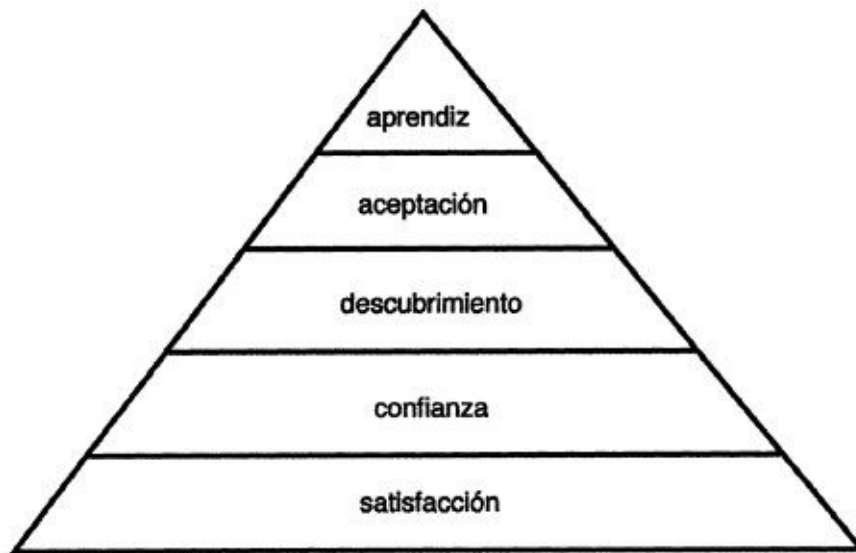 aprendiz
aceptación
descubrimiento
confianza
satisfacción